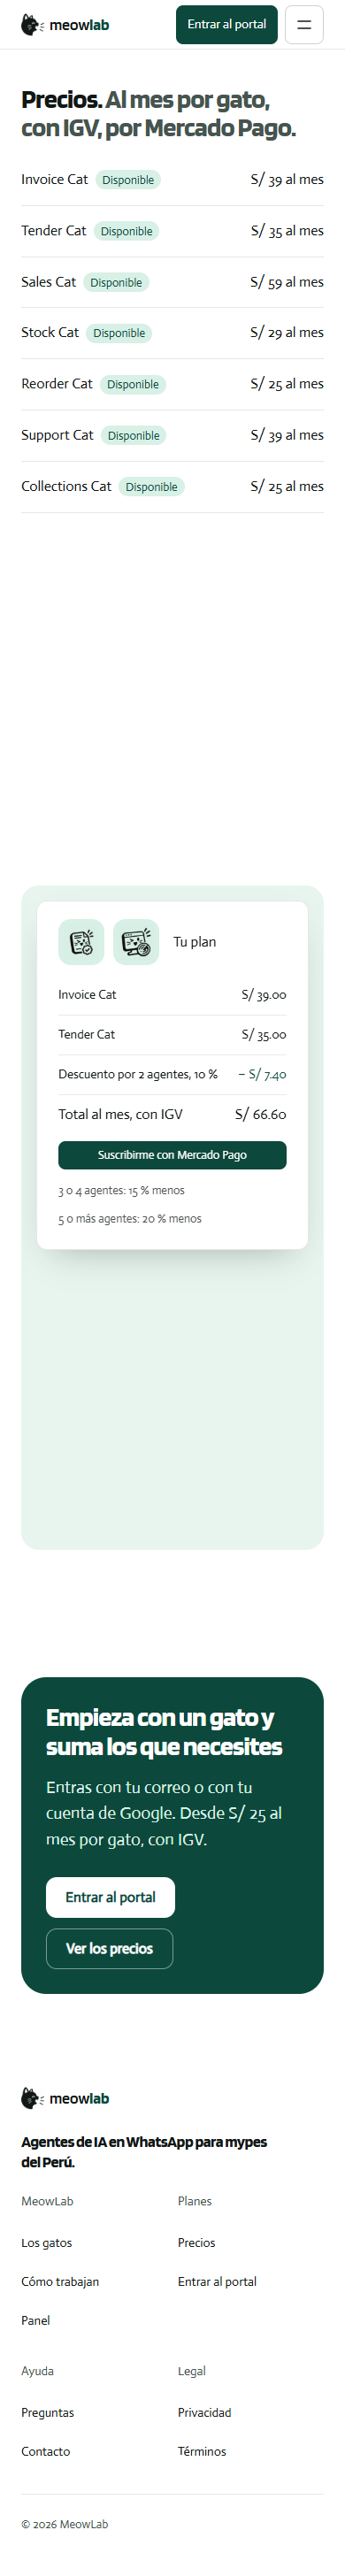 meowlab
Entrar al portal
Precios. Al mes por gato,
con IGV, por Mercado Pago.
Invoice Cat Disponible S/ 39 al mes
Tender Cat Disponible S/ 35 al mes
Sales Cat Disponible S/ 59 al mes
Stock Cat Disponible S/ 29 al mes
Reorder Cat Disponible S/ 25 al mes
Support Cat Disponible S/ 39 al mes
Collections Cat Disponible S/ 25 al mes
Tu plan
Invoice Cat S/ 39.00
Tender Cat S/ 35.00
Descuento por 2 agentes, 10 % − S/ 7.40
Total al mes, con IGV S/ 66.60
Suscribirme con Mercado Pago
3 o 4 agentes: 15 % menos
5 o más agentes: 20 % menos
Empieza con un gato y
suma los que necesites
Entras con tu correo o con tu
cuenta de Google. Desde S/ 25 al
mes por gato, con IGV.
Entrar al portal
Ver los precios
meowlab
Agentes de IA en WhatsApp para mypes
del Perú.
MeowLab Planes
Los gatos Precios
Cómo trabajan Entrar al portal
Panel
Ayuda Legal
Preguntas Privacidad
Contacto Términos
© 2026 MeowLab